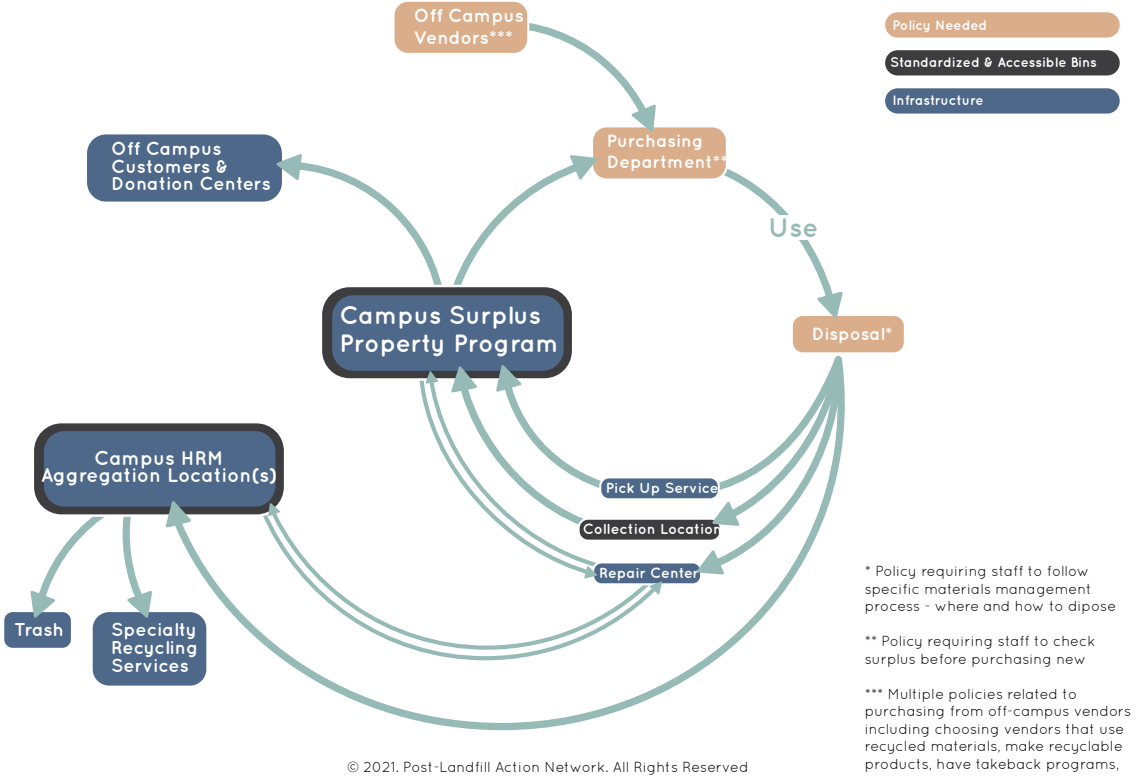 Off Campus
Vendors***
Policy Needed
Standardized & Accessible Bins
Infrastructure
Off Campus
Customers &
Donation Centers
Purchasing
Department**
Use
Campus Surplus
Property Program
Disposal*
Campus HRM
Aggregation Location(s)
Pick Up Service
Collection Location
Repair Center
Trash
Specialty
Recycling
Services
* Policy requiring staff to follow
specific materials management
process - where and how to dipose
** Policy requiring staff to check
surplus before purchasing new
*** Multiple policies related to
purchasing from off-campus vendors
including choosing vendors that use
recycled materials, make recyclable
products, have takeback programs,
© 2021. Post-Landfill Action Network. All Rights Reserved